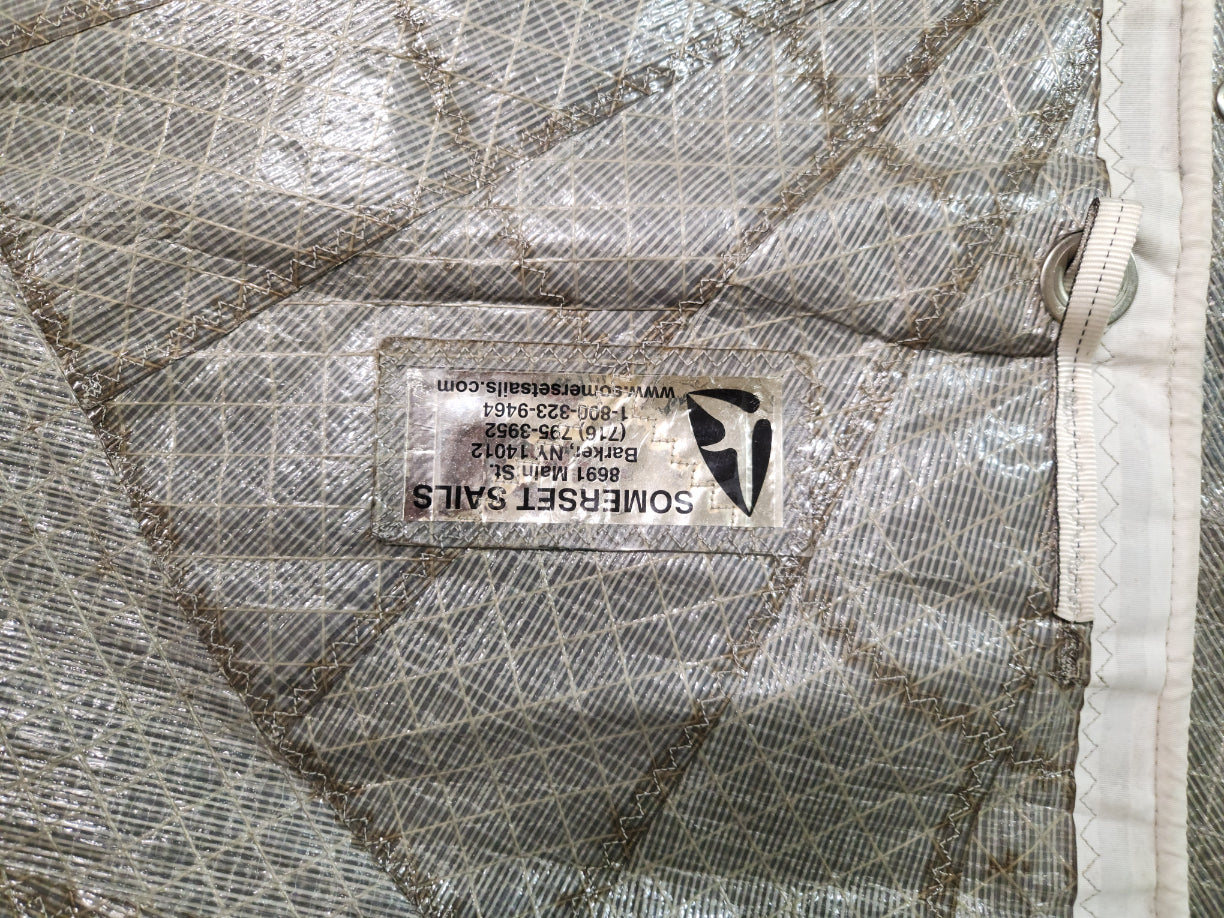 SOMERSET SAILS
8691 Main St.
Barker, NY 14012
(716) 795-3952
1-800-323-9464
www.somersetsails.com